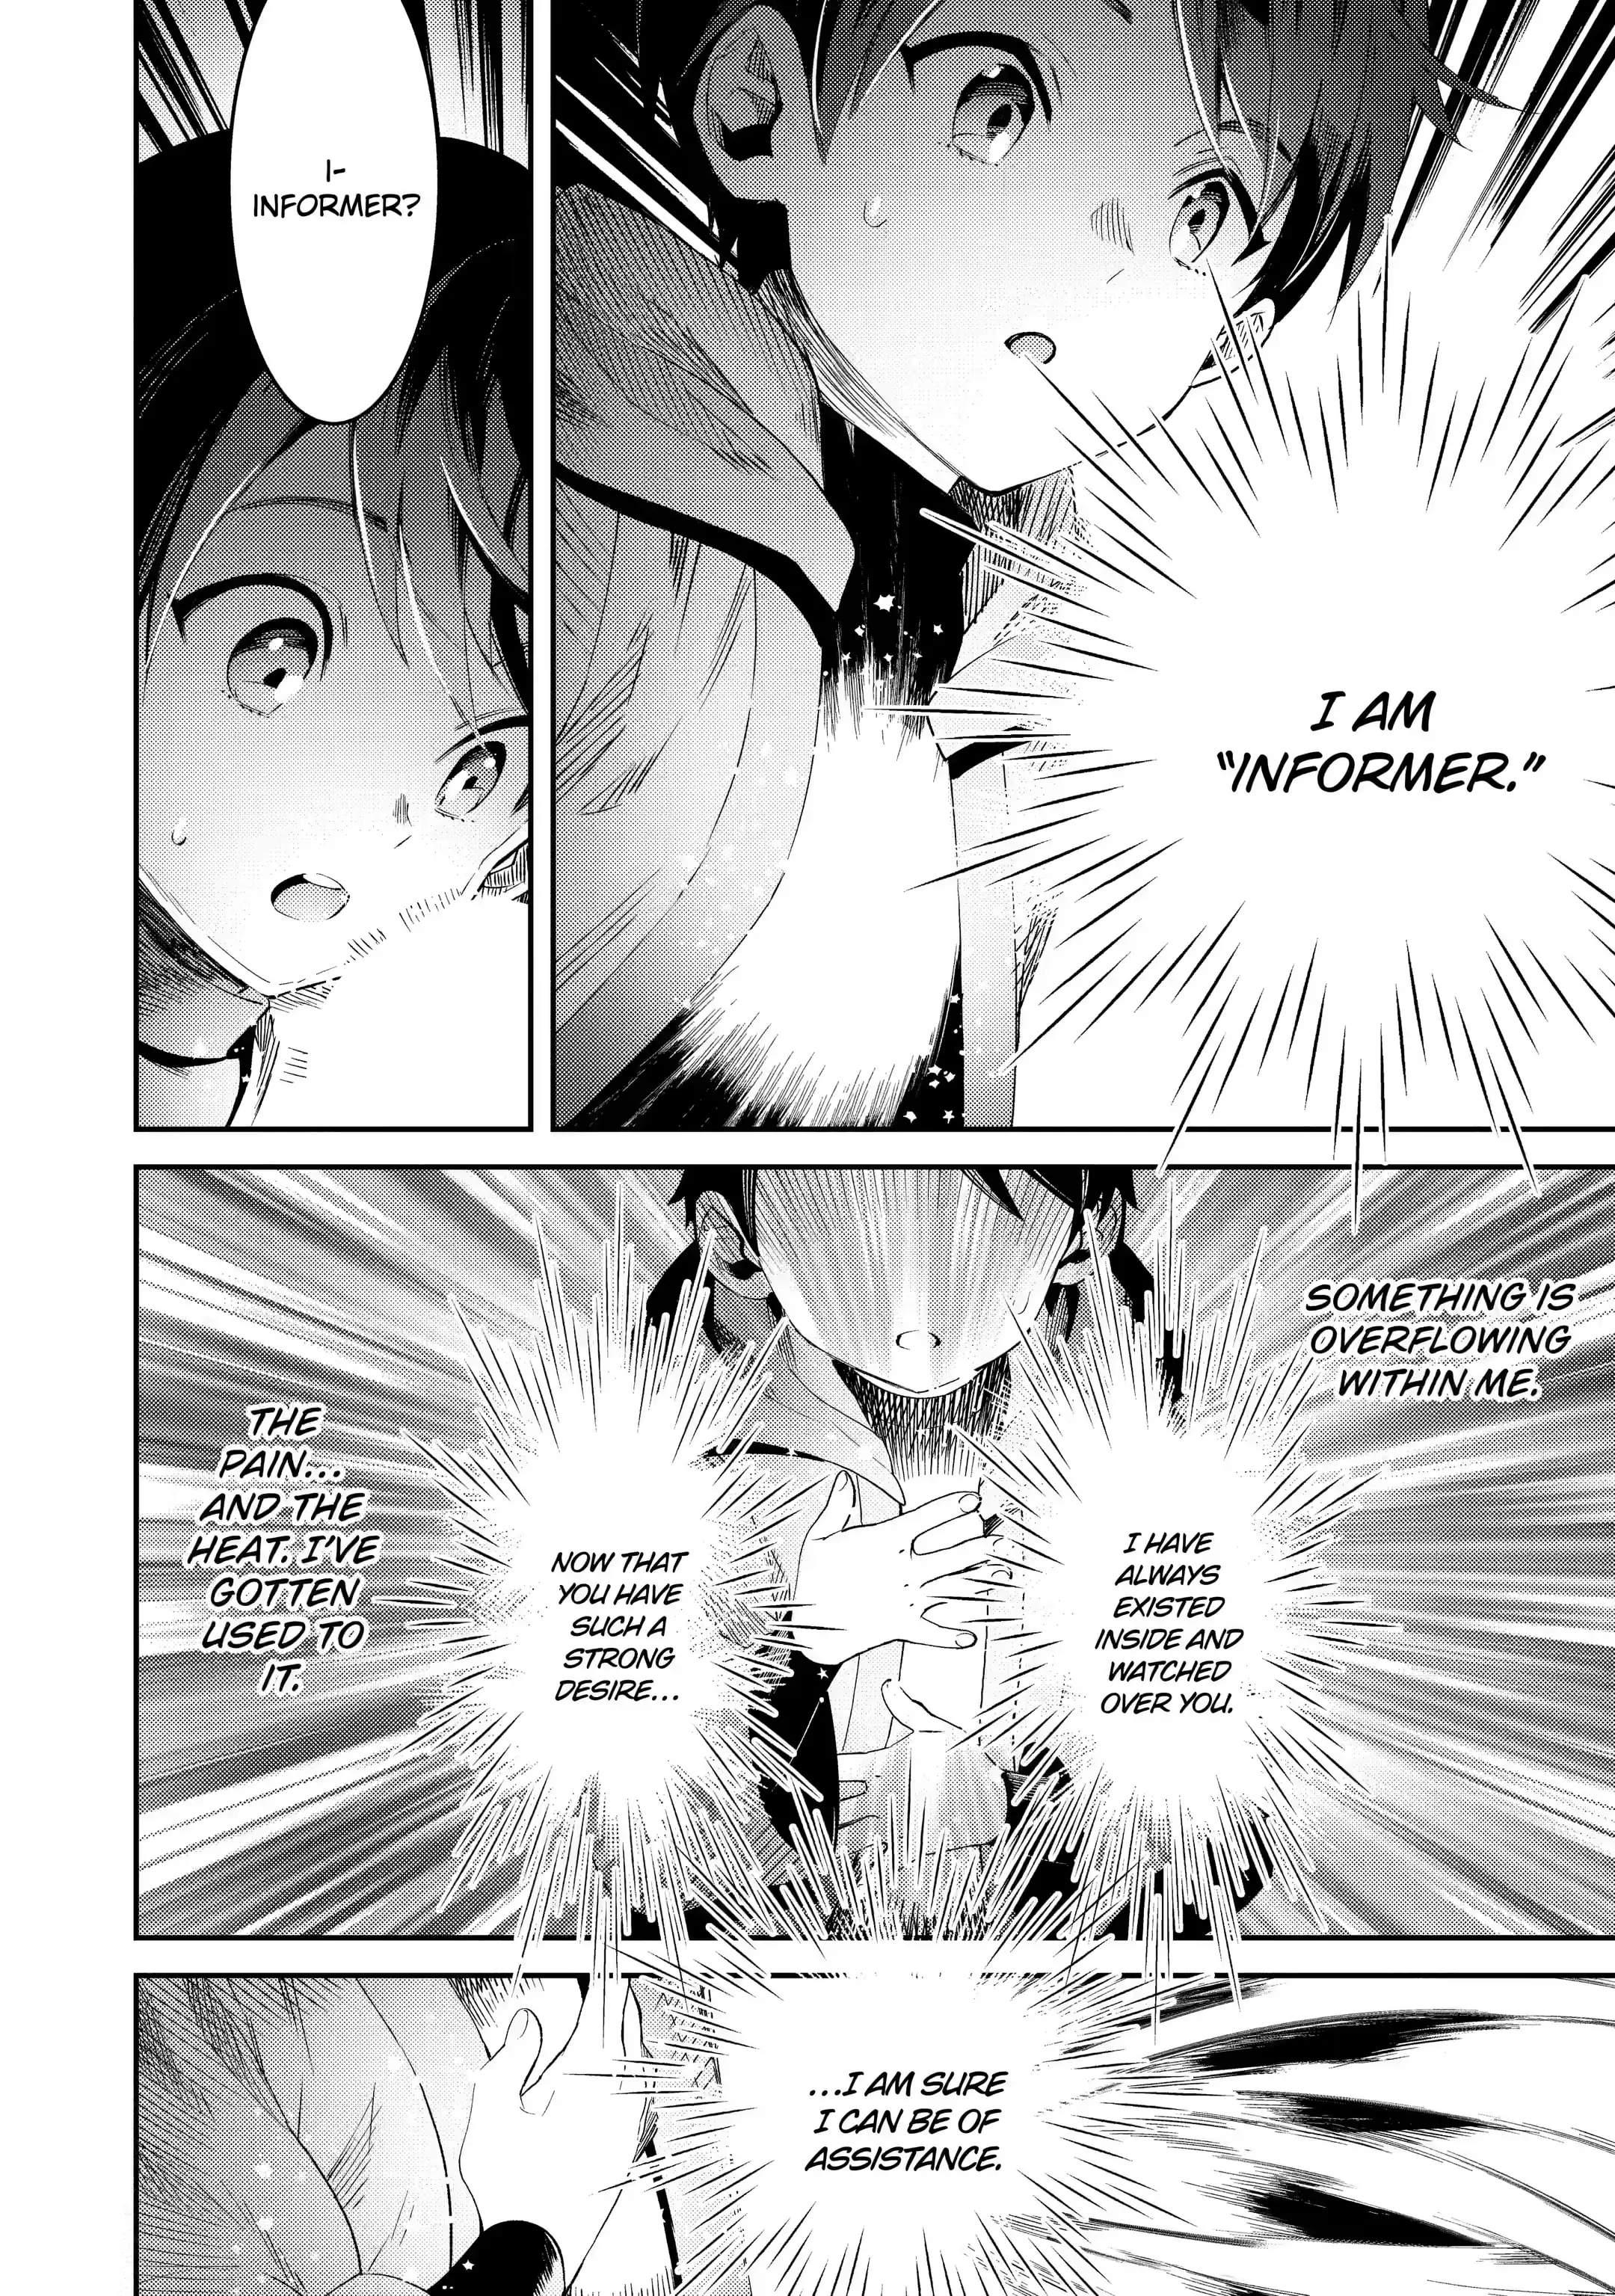 I AM
"INFORMER."
I-
INFORMER?
SOMETHING IS
OVERFLOWING
WITHIN ME.
I HAVE
ALWAYS
EXISTED
INSIDE AND
WATCHED
OVER YOU.
NOW THAT
YOU HAVE
SUCH A
STRONG
DESIRE...
THE
PAIN...
AND THE
HEAT. I'VE
GOTTEN
USED TO
IT.
...I AM SURE
I CAN BE OF
ASSISTANCE.